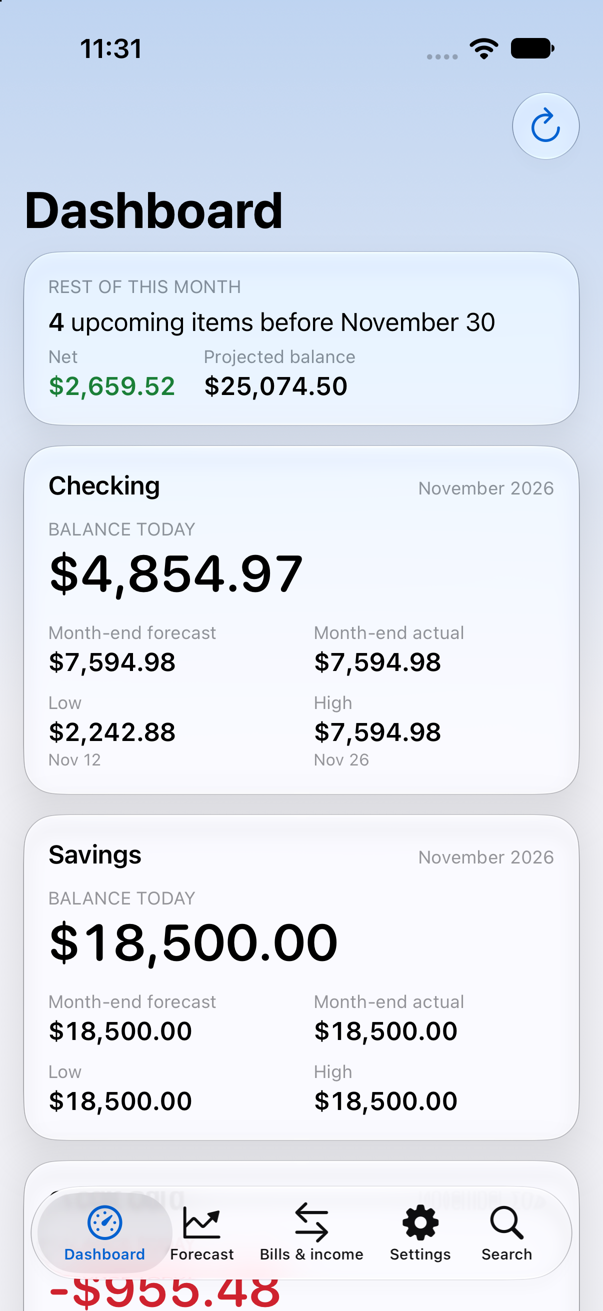 11:31
Dashboard
REST OF THIS MONTH
4 upcoming items before November 30
Net Projected balance
$2,659.52 $25,074.50
Checking November 2026
BALANCE TODAY
$4,854.97
Month-end forecast Month-end actual
$7,594.98 $7,594.98
Low High
$2,242.88 $7,594.98
Nov 12 Nov 26
Savings November 2026
BALANCE TODAY
$18,500.00
Month-end forecast Month-end actual
$18,500.00 $18,500.00
Low High
$18,500.00 $18,500.00
Dashboard Forecast Bills & income Settings Search
-$955.48